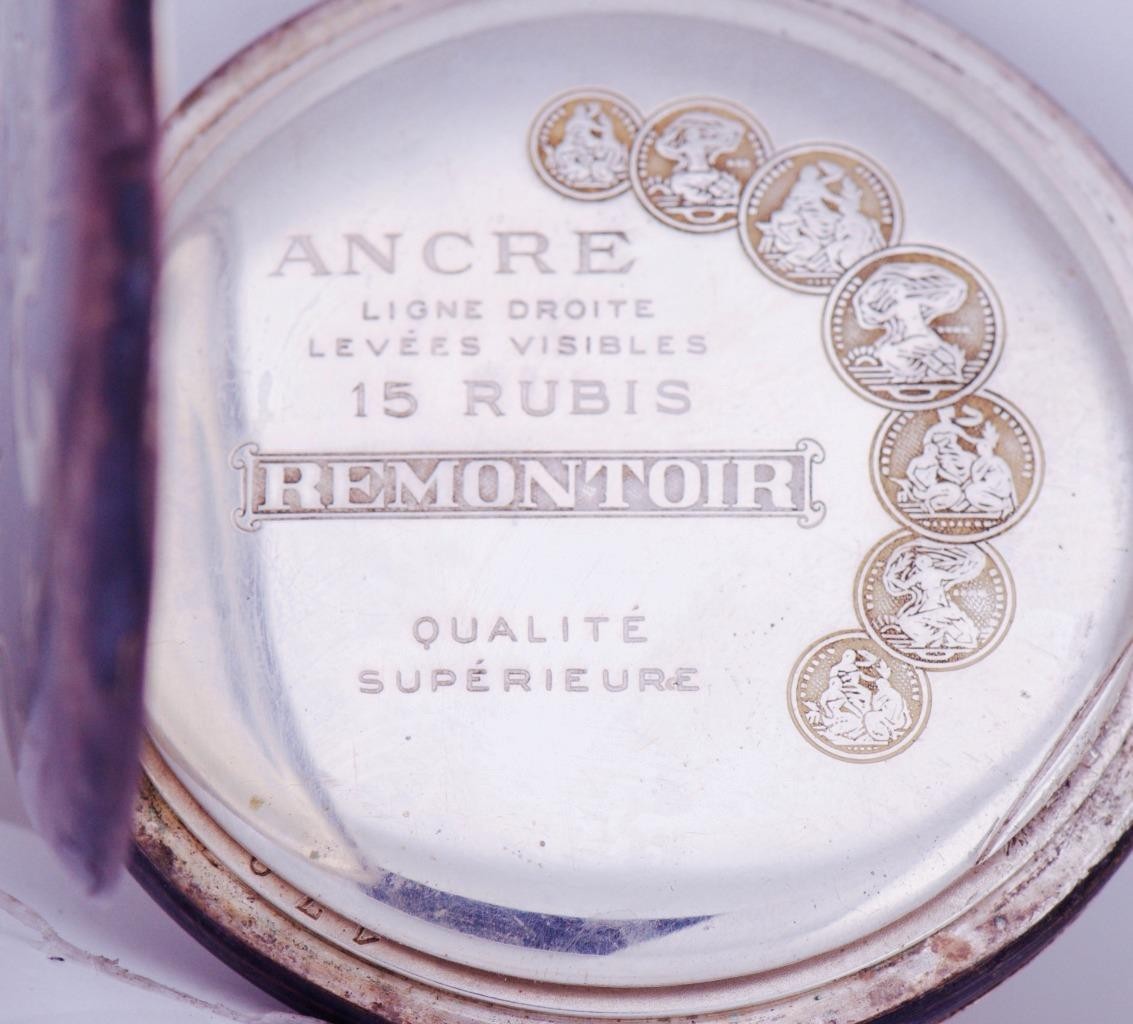 ANCRE
LIGNE DROITE
LEVÉES VISIBLES
15 RUBIS
REMONTOIR
QUALITÉ
SUPÉRIEURE